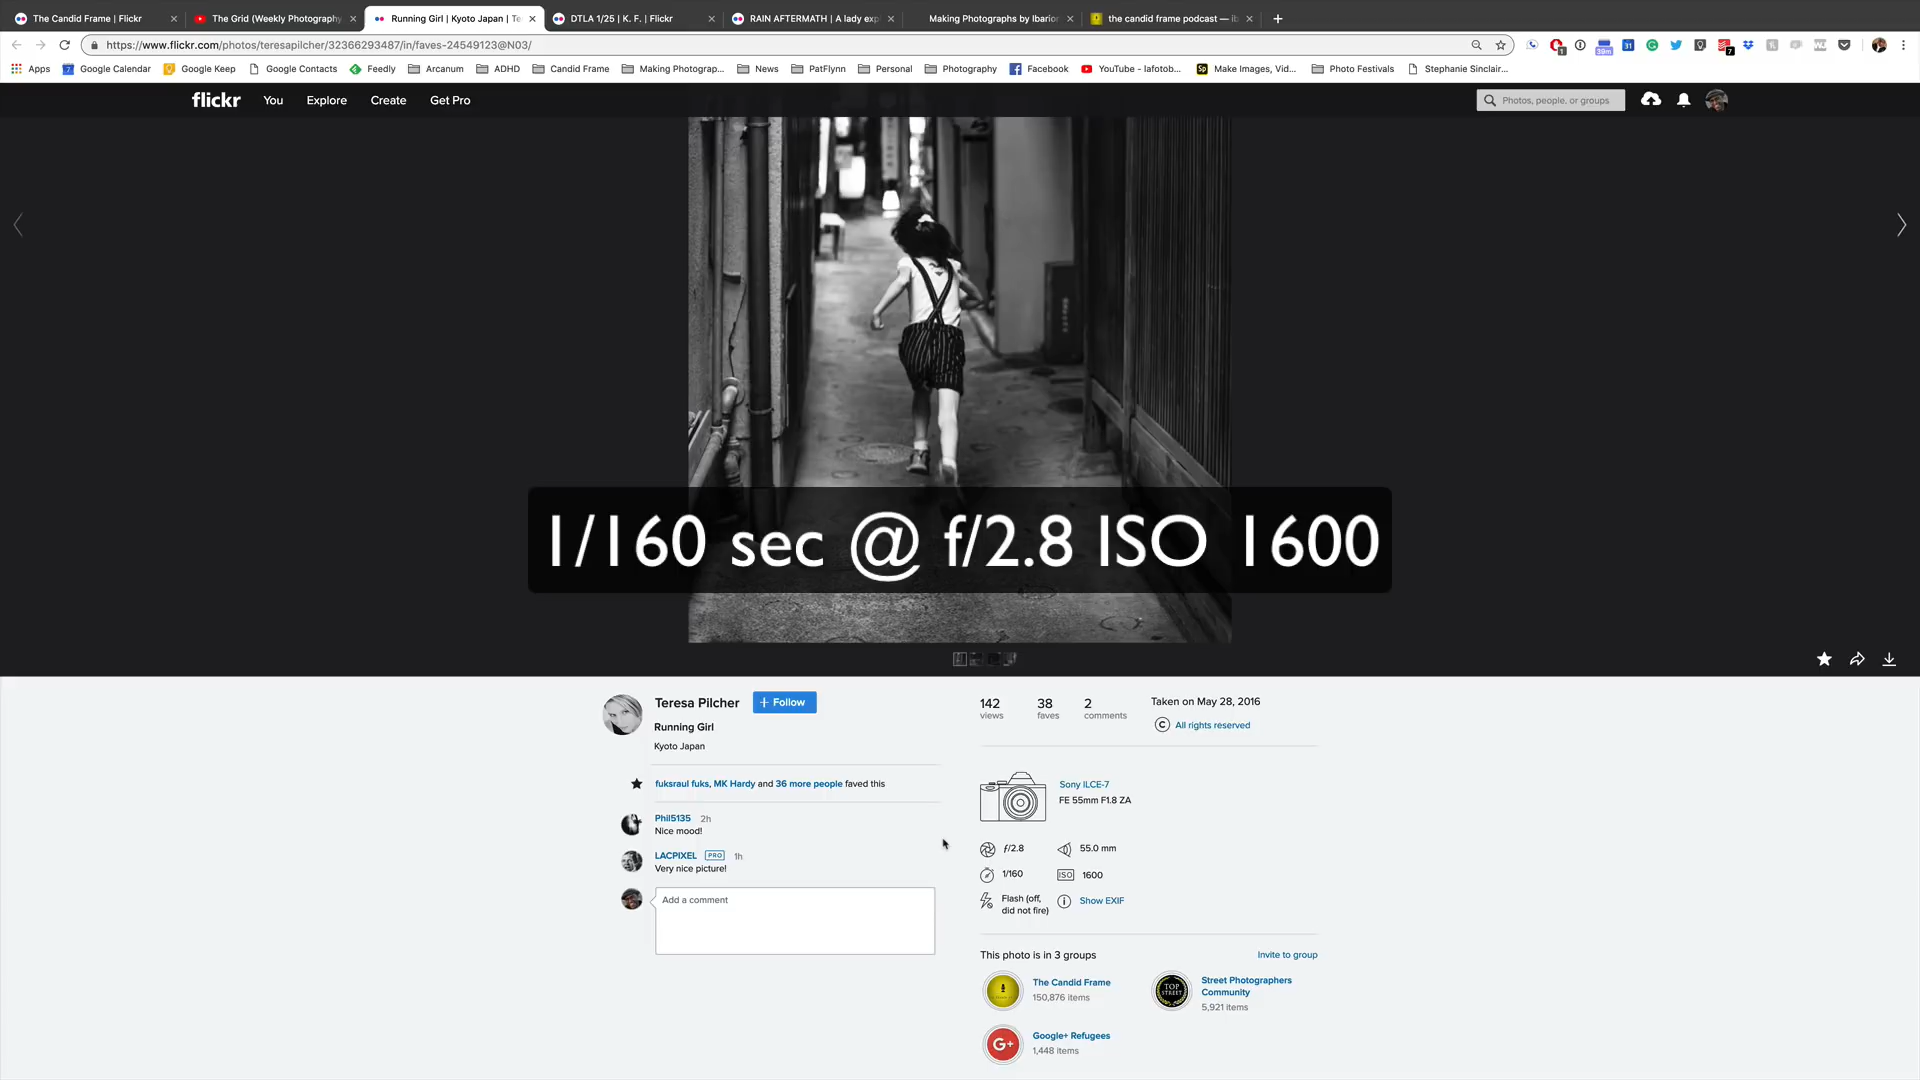 The Candid Frame | Flickr
The Grid (Weekly Photography
Running Girl | Kyoto Japan | Te
DTLA 1/25 | K. F. | Flickr
RAIN AFTERMATH | A lady exp
Making Photographs by Ibarion
the candid frame podcast — ib
https://www.flickr.com/photos/teresapilcher/32366293487/in/faves-24549123@N03/
Apps
Google Calendar
Google Keep
Google Contacts
Feedly
Arcanum
ADHD
Candid Frame
Making Photograp...
News
PatFlynn
Personal
Photography
Facebook
YouTube - Iafotob...
Make Images, Vid...
Photo Festivals
Stephanie Sinclair...
flickr You Explore Create Get Pro
Photos, people, or groups
1/160 sec @ f/2.8 ISO 1600
Teresa Pilcher
+ Follow
Running Girl
Kyoto Japan
fuksraul fuks, MK Hardy and 36 more people faved this
Phil5135 2h
Nice mood!
LACPIXEL PRO 1h
Very nice picture!
Add a comment
142
views
38
faves
2
comments
Taken on May 28, 2016
© All rights reserved
Sony ILCE-7
FE 55mm F1.8 ZA
ƒ/2.8
55.0 mm
1/160
ISO 1600
Flash (off,
did not fire)
Show EXIF
This photo is in 3 groups
Invite to group
The Candid Frame
150,876 items
TOP
STREET
Street Photographers
Community
5,921 items
G+
Google+ Refugees
1,448 items